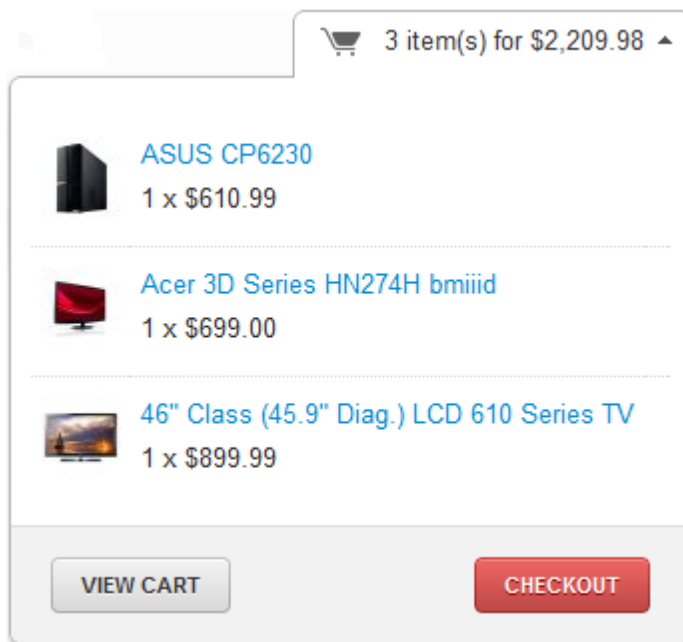 3 item(s) for $2,209.98
ASUS CP6230
1 x $610.99
Acer 3D Series HN274H bmiiid
1 x $699.00
46" Class (45.9" Diag.) LCD 610 Series TV
1 x $899.99
VIEW CART
CHECKOUT